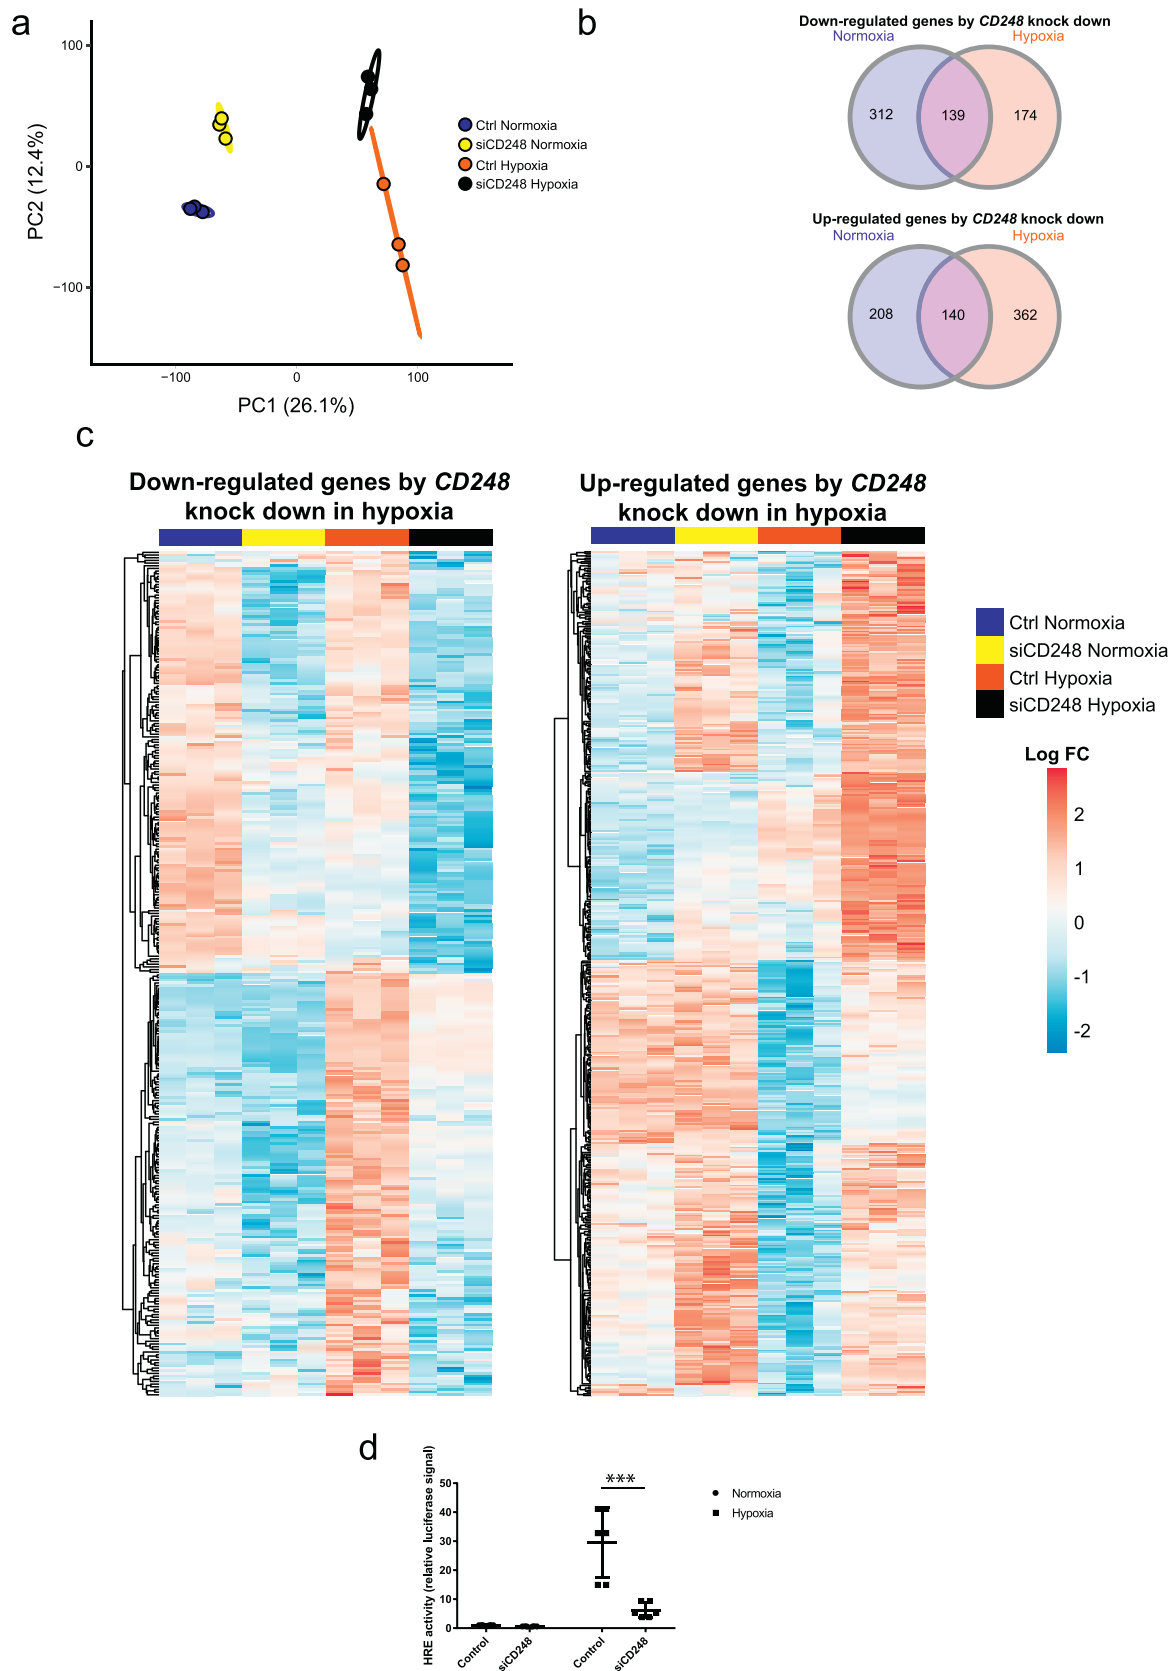 a
100
0
−100
PC2 (12.4%)
−100
0
100
PC1 (26.1%)
Ctrl Normoxia
siCD248 Normoxia
Ctrl Hypoxia
siCD248 Hypoxia
b
Down-regulated genes by CD248 knock down
Normoxia
Hypoxia
312
139
174
Up-regulated genes by CD248 knock down
Normoxia
Hypoxia
208
140
362
c
Down-regulated genes by CD248
knock down in hypoxia
Up-regulated genes by CD248
knock down in hypoxia
Ctrl Normoxia
siCD248 Normoxia
Ctrl Hypoxia
siCD248 Hypoxia
Log FC
2
1
0
-1
-2
d
HRE activity (relative luciferase signal)
50
40
30
20
10
0
***
Control
siCD248
Control
siCD248
Normoxia
Hypoxia